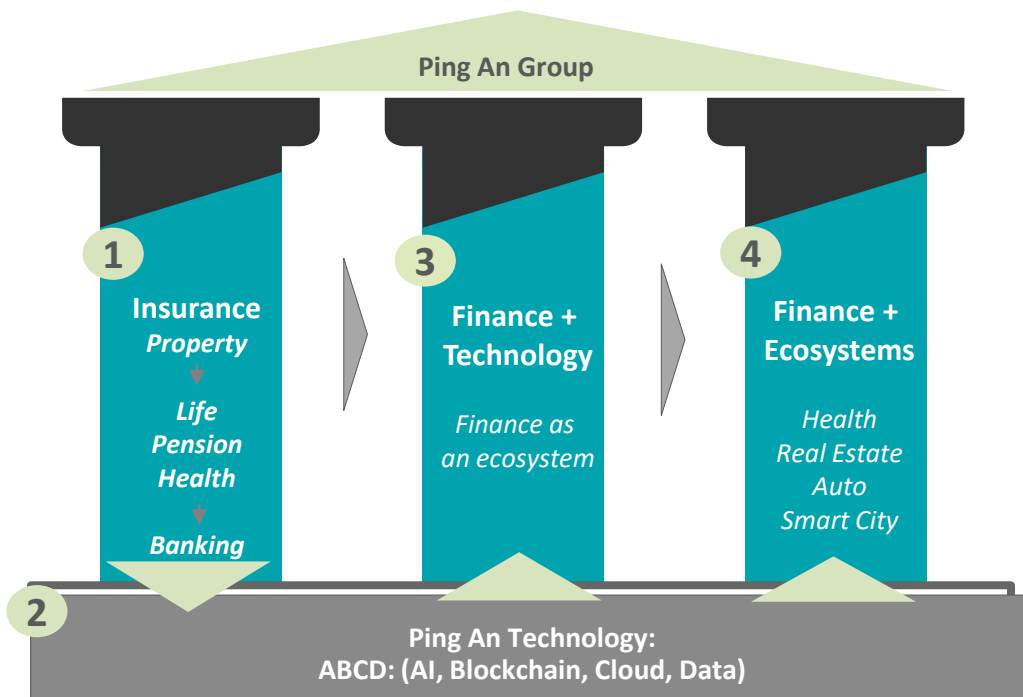 Ping An Group
1
Insurance
Property
Life
Pension
Health
Banking
2
Ping An Technology:
ABCD: (AI, Blockchain, Cloud, Data)
3
Finance +
Technology
Finance as
an ecosystem
4
Finance +
Ecosystems
Health
Real Estate
Auto
Smart City